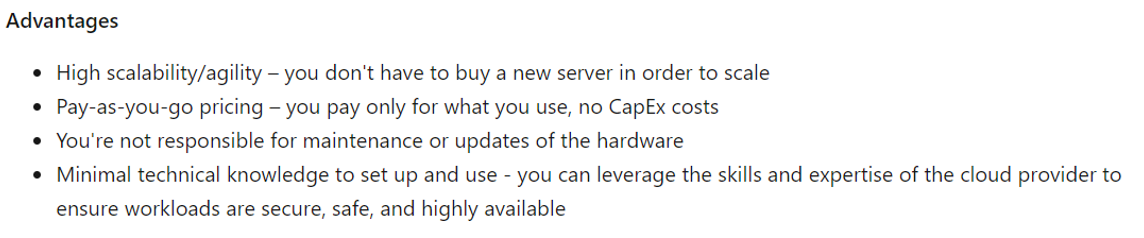 Advantages
• High scalability/agility – you don't have to buy a new server in order to scale
• Pay-as-you-go pricing – you pay only for what you use, no CapEx costs
• You're not responsible for maintenance or updates of the hardware
• Minimal technical knowledge to set up and use - you can leverage the skills and expertise of the cloud provider to
ensure workloads are secure, safe, and highly available